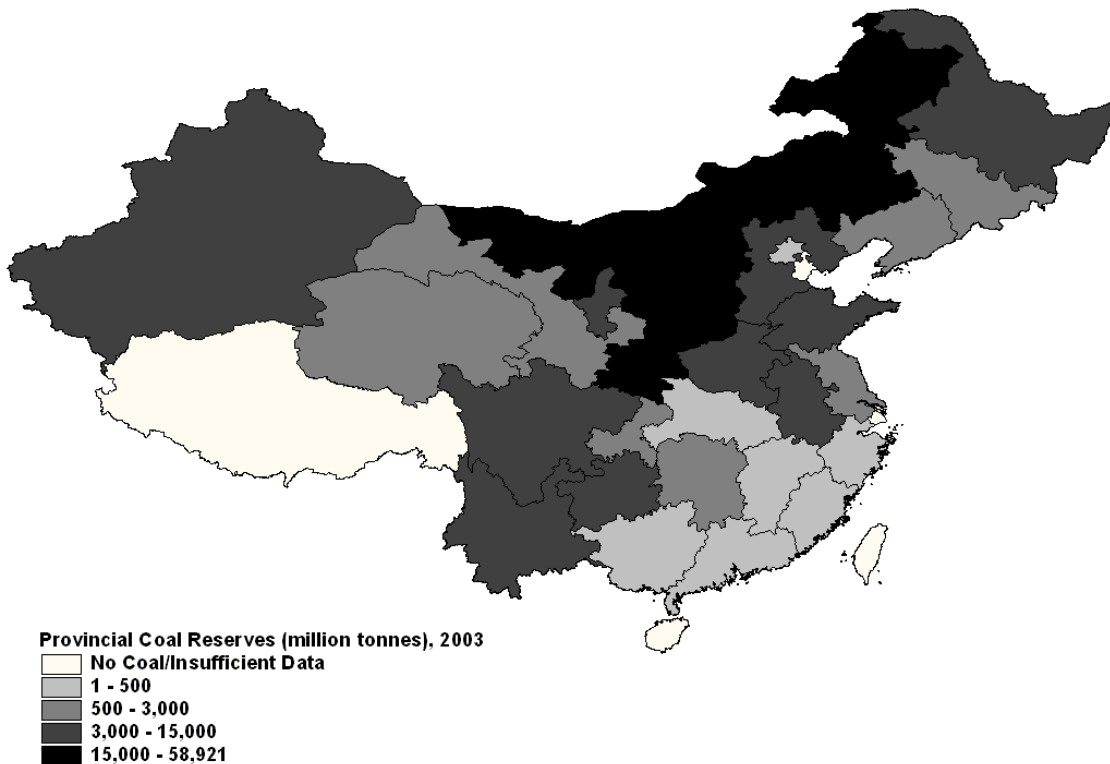 Provincial Coal Reserves (million tonnes), 2003
No Coal/Insufficient Data
1 - 500
500 - 3,000
3,000 - 15,000
15,000 - 58,921